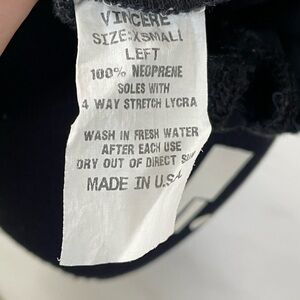 VINCERE
SIZE:XSMALL
LEFT
100% NEOPRENE
SOLES WITH
4 WAY STRETCH LYCRA
WASH IN FRESH WATER
AFTER EACH USE
DRY OUT OF DIRECT SUN
MADE IN U.S.A